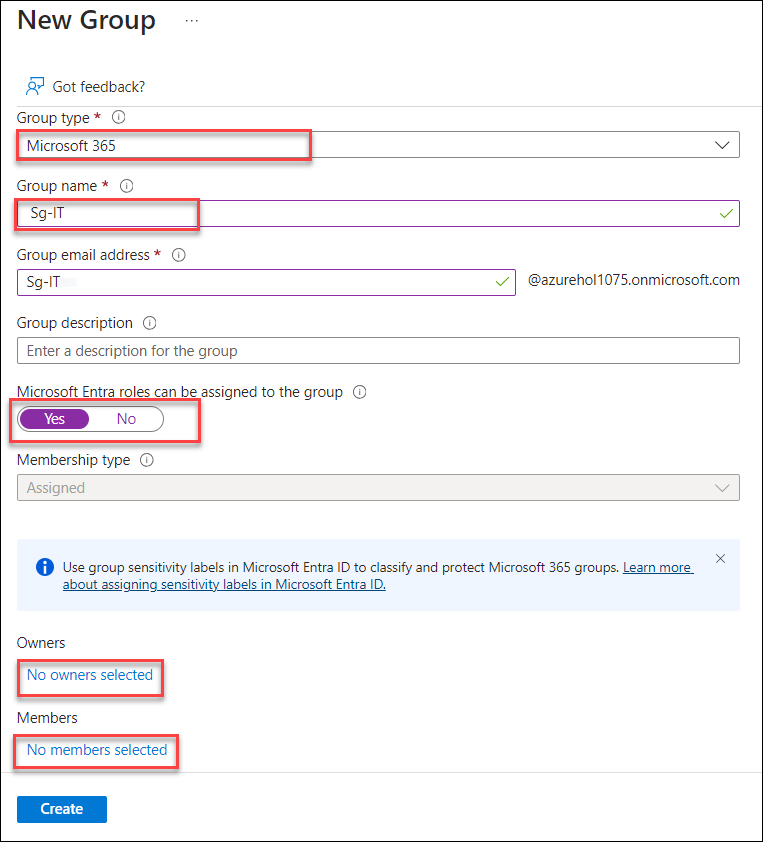 New Group ...
Got feedback?
Group type *
Microsoft 365
Group name *
Sg-IT
Group email address *
Sg-IT @azurehol1075.onmicrosoft.com
Group description
Enter a description for the group
Microsoft Entra roles can be assigned to the group
Yes No
Membership type
Assigned
Use group sensitivity labels in Microsoft Entra ID to classify and protect Microsoft 365 groups. Learn more
about assigning sensitivity labels in Microsoft Entra ID.
Owners
No owners selected
Members
No members selected
Create